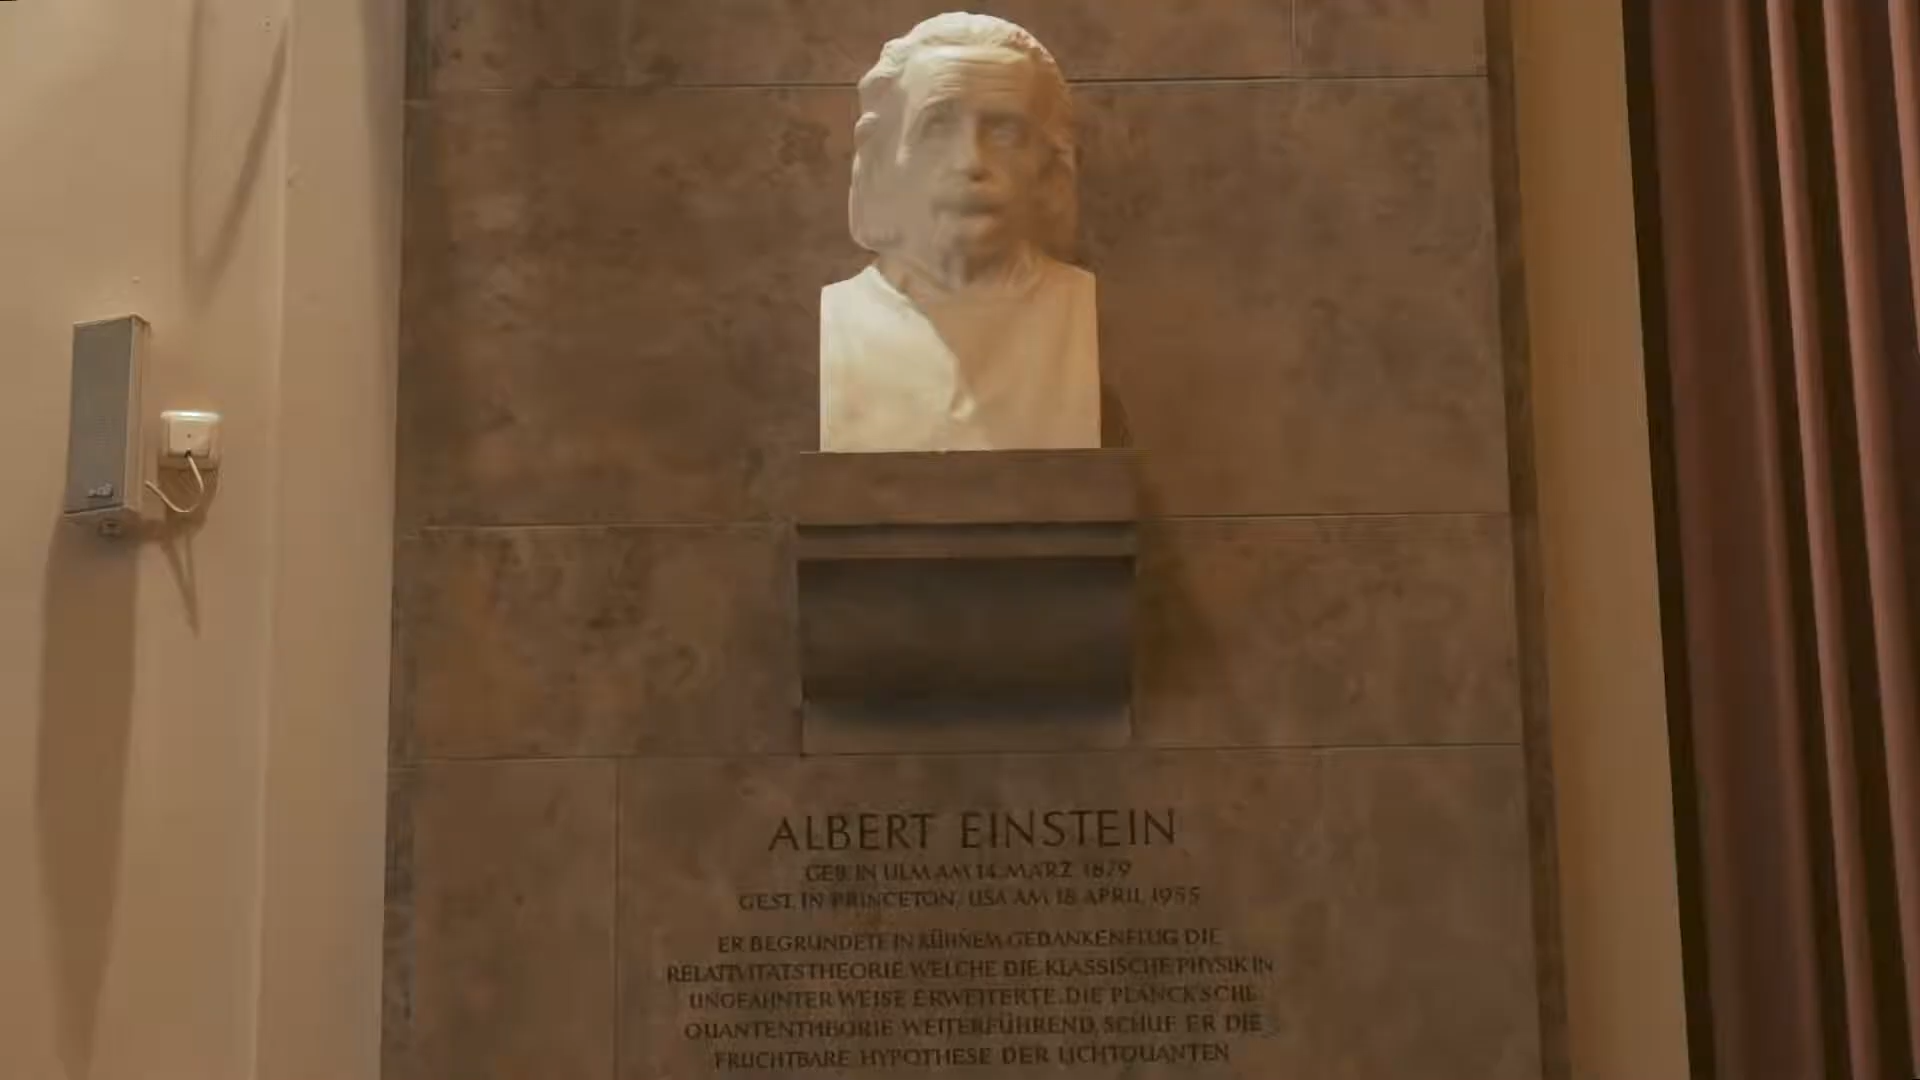 ALBERT EINSTEIN
GEB. IN ULM AM 14. MÄRZ 1879
GEST. IN PRINCETON/USA AM 18. APRIL 1955
ER BEGRÜNDETE IN KÜHNEM GEDANKENFLUG DIE
RELATIVITÄTSTHEORIE WELCHE DIE KLASSISCHE PHYSIK IN
UNGEAHNTER WEISE ERWEITERTE. DIE PLANCK'SCHE
QUANTENTHEORIE WEITERFÜHREND, SCHUF ER DIE
FRUCHTBARE HYPOTHESE DER LICHTQUANTEN